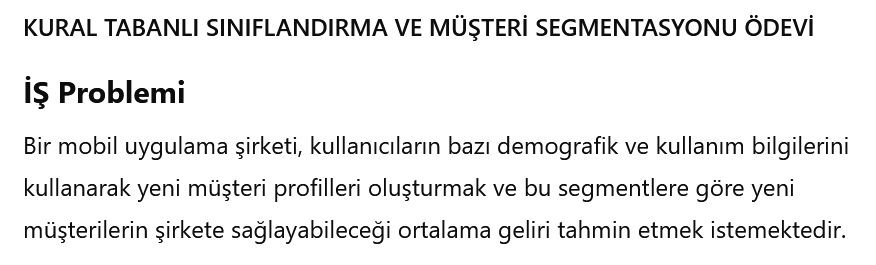 KURAL TABANLI SINIFLANDIRMA VE MÜŞTERİ SEGMENTASYONU ÖDEVİ
İŞ Problemi
Bir mobil uygulama şirketi, kullanıcıların bazı demografik ve kullanım bilgilerini
kullanarak yeni müşteri profilleri oluşturmak ve bu segmentlere göre yeni
müşterilerin şirkete sağlayabileceği ortalama geliri tahmin etmek istemektedir.